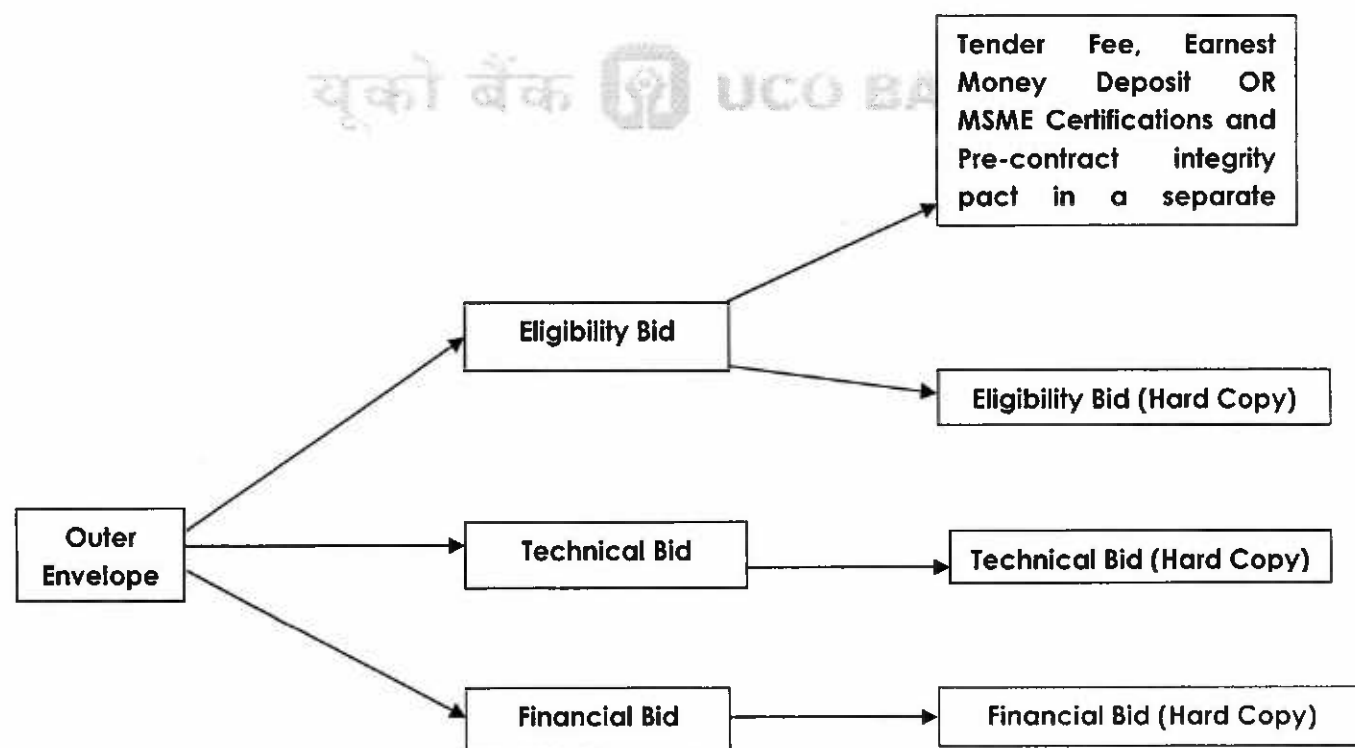 यूको बैंक UCO BA
Tender Fee, Earnest
Money Deposit OR
MSME Certifications and
Pre-contract integrity
pact in a separate
Eligibility Bid
Eligibility Bid (Hard Copy)
Outer
Envelope
Technical Bid
Technical Bid (Hard Copy)
Financial Bid
Financial Bid (Hard Copy)